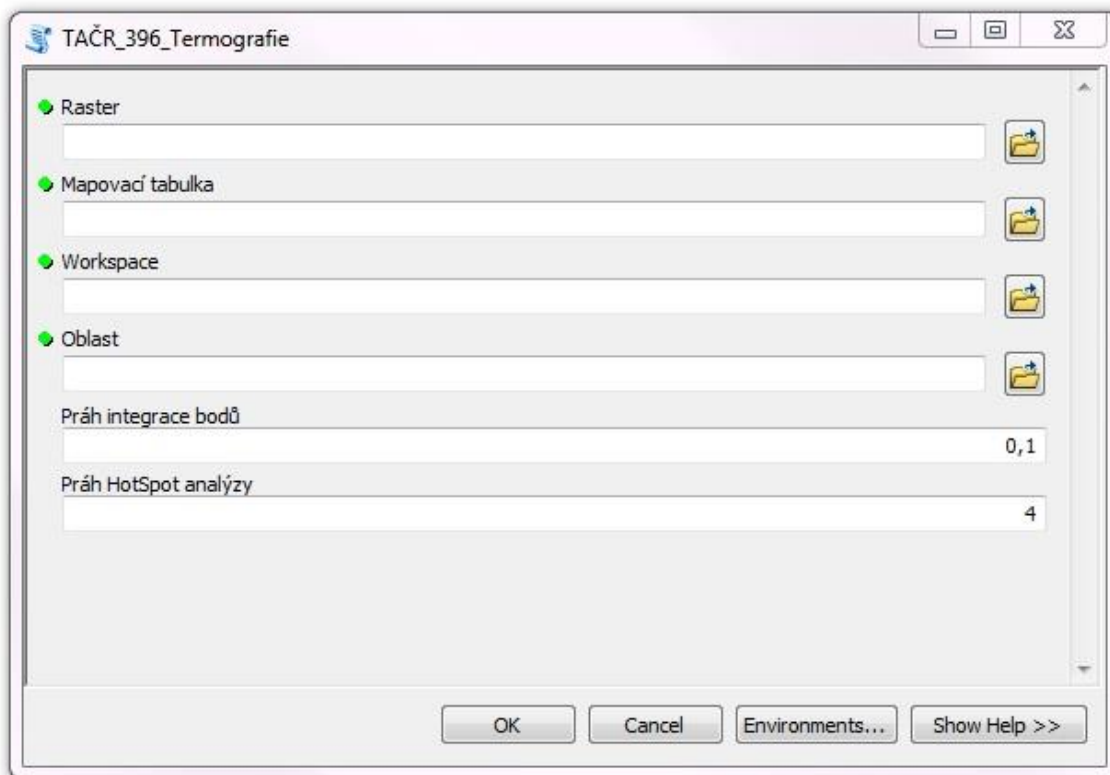 TAČR_396_Termografie
Raster
Mapovací tabulka
Workspace
Oblast
Práh integrace bodů
0,1
Práh HotSpot analýzy
4
OK Cancel Environments... Show Help >>